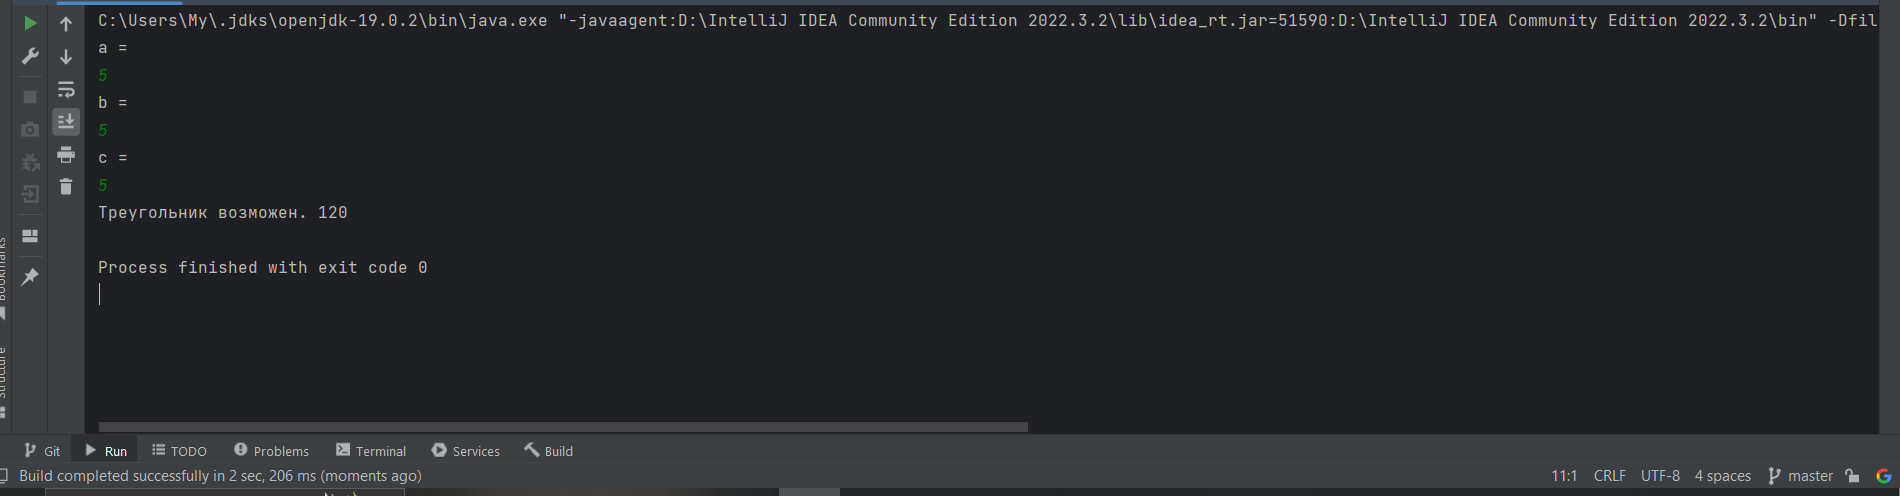 C:\Users\My\.jdks\openjdk-19.0.2\bin\java.exe "-javaagent:D:\IntelliJ IDEA Community Edition 2022.3.2\lib\idea_rt.jar=51590:D:\IntelliJ IDEA Community Edition 2022.3.2\bin" -Dfil
a =
5
b =
5
c =
5
Треугольник возможен. 120
Process finished with exit code 0
Bookmarks
Structure
Git Run TODO Problems Terminal Services Build
Build completed successfully in 2 sec, 206 ms (moments ago) 11:1 CRLF UTF-8 4 spaces master